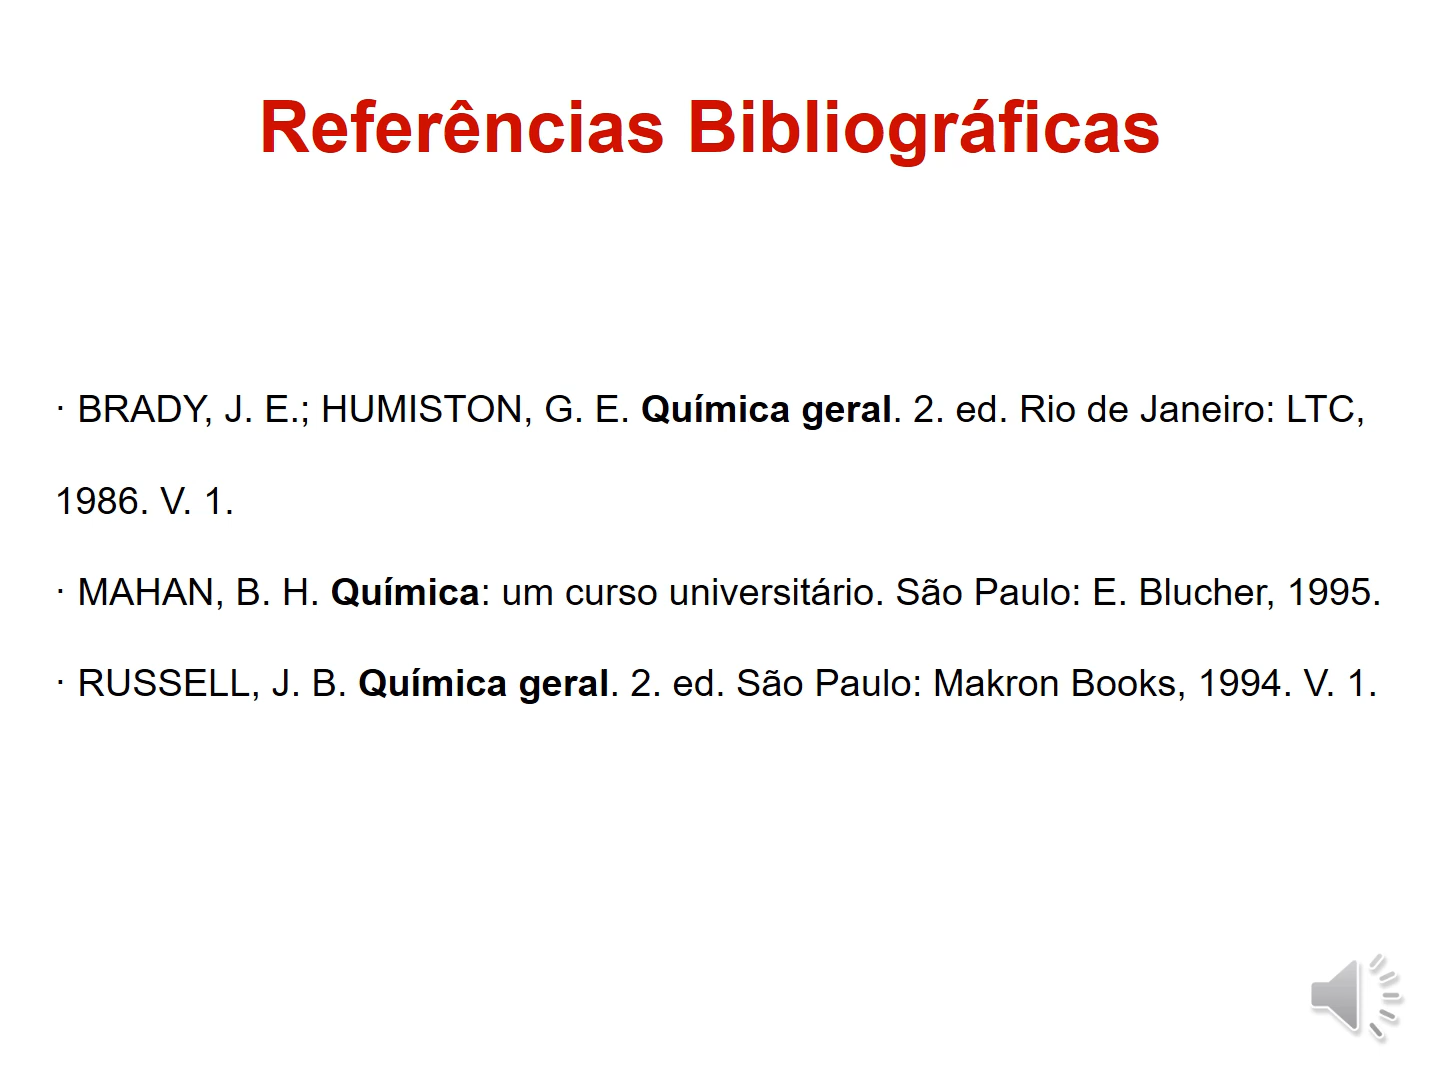 Referências Bibliográficas
· BRADY, J. E.; HUMISTON, G. E. Química geral. 2. ed. Rio de Janeiro: LTC,
1986. V. 1.
· MAHAN, B. H. Química: um curso universitário. São Paulo: E. Blucher, 1995.
· RUSSELL, J. B. Química geral. 2. ed. São Paulo: Makron Books, 1994. V. 1.